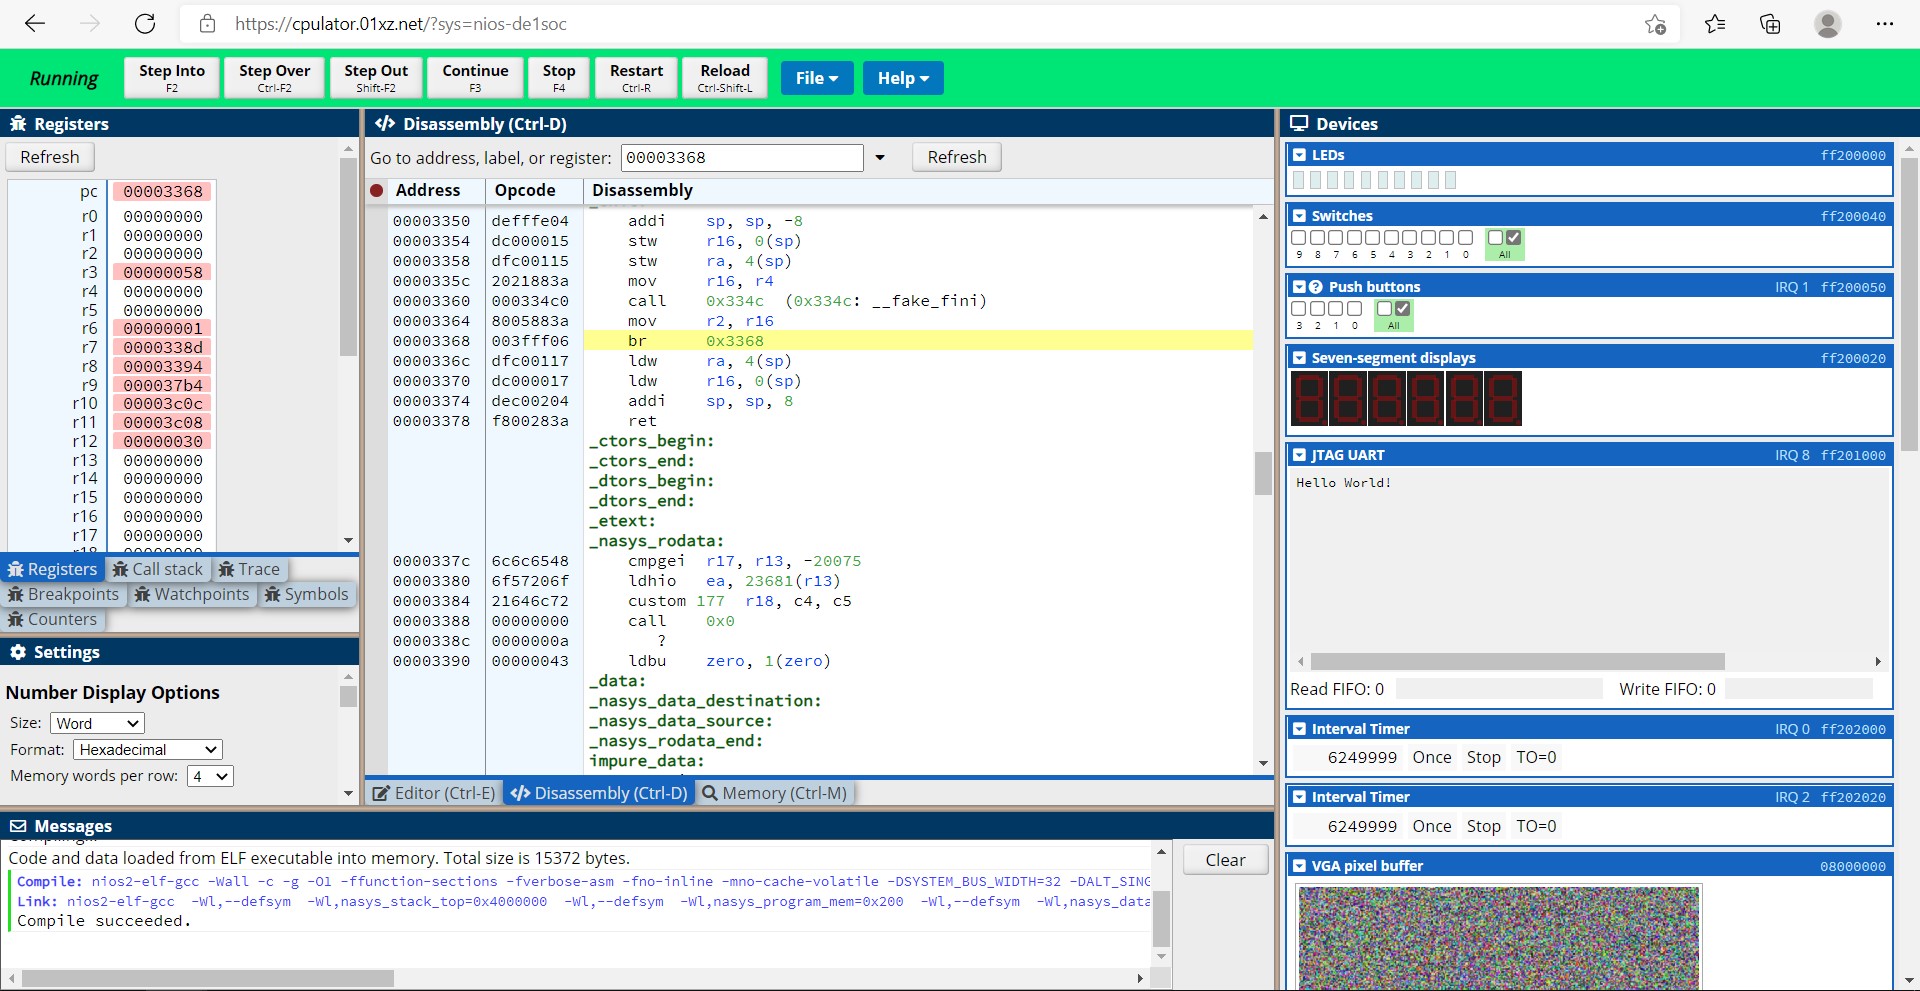 https://cpulator.01xz.net/?sys=nios-de1soc
Running
Step Into
F2
Step Over
Ctrl-F2
Step Out
Shift-F2
Continue
F3
Stop
F4
Restart
Ctrl-R
Reload
Ctrl-Shift-L
File
Help
Registers
Refresh
pc 00003368
r0 00000000
r1 00000000
r2 00000000
r3 00000058
r4 00000000
r5 00000000
r6 00000001
r7 0000338d
r8 00003394
r9 000037b4
r10 00003c0c
r11 00003c08
r12 00000030
r13 00000000
r14 00000000
r15 00000000
r16 00000000
r17 00000000
Registers Call stack Trace
Breakpoints Watchpoints Symbols
Counters
Settings
Number Display Options
Size: Word
Format: Hexadecimal
Memory words per row: 4
Disassembly (Ctrl-D)
Go to address, label, or register: 00003368 Refresh
Address Opcode Disassembly
00003350 defffe04 addi sp, sp, -8
00003354 dc000015 stw r16, 0(sp)
00003358 dfc00115 stw ra, 4(sp)
0000335c 2021883a mov r16, r4
00003360 000334c0 call 0x334c (0x334c: __fake_fini)
00003364 8005883a mov r2, r16
00003368 003fff06 br 0x3368
0000336c dfc00117 ldw ra, 4(sp)
00003370 dc000017 ldw r16, 0(sp)
00003374 dec00204 addi sp, sp, 8
00003378 f800283a ret
_ctors_begin:
_ctors_end:
_dtors_begin:
_dtors_end:
_etext:
_nasys_rodata:
0000337c 6c6c6548 cmpgei r17, r13, -20075
00003380 6f57206f ldhio ea, 23681(r13)
00003384 21646c72 custom 177 r18, c4, c5
00003388 00000000 call 0x0
0000338c 0000000a ?
00003390 00000043 ldbu zero, 1(zero)
_data:
_nasys_data_destination:
_nasys_data_source:
_nasys_rodata_end:
impure_data:
Editor (Ctrl-E) Disassembly (Ctrl-D) Memory (Ctrl-M)
Messages
Code and data loaded from ELF executable into memory. Total size is 15372 bytes.
Compile: nios2-elf-gcc -Wall -c -g -O1 -ffunction-sections -fverbose-asm -fno-inline -mno-cache-volatile -DSYSTEM_BUS_WIDTH=32 -DALT_SING
Link: nios2-elf-gcc -Wl,--defsym -Wl,nasys_stack_top=0x4000000 -Wl,--defsym -Wl,nasys_program_mem=0x200 -Wl,--defsym -Wl,nasys_data
Compile succeeded.
Clear
Devices
LEDs ff200000
Switches ff200040
9 8 7 6 5 4 3 2 1 0 All
Push buttons IRQ 1 ff200050
3 2 1 0 All
Seven-segment displays ff200020
JTAG UART IRQ 8 ff201000
Hello World!
Read FIFO: 0 Write FIFO: 0
Interval Timer IRQ 0 ff202000
6249999 Once Stop TO=0
Interval Timer IRQ 2 ff202020
6249999 Once Stop TO=0
VGA pixel buffer 08000000